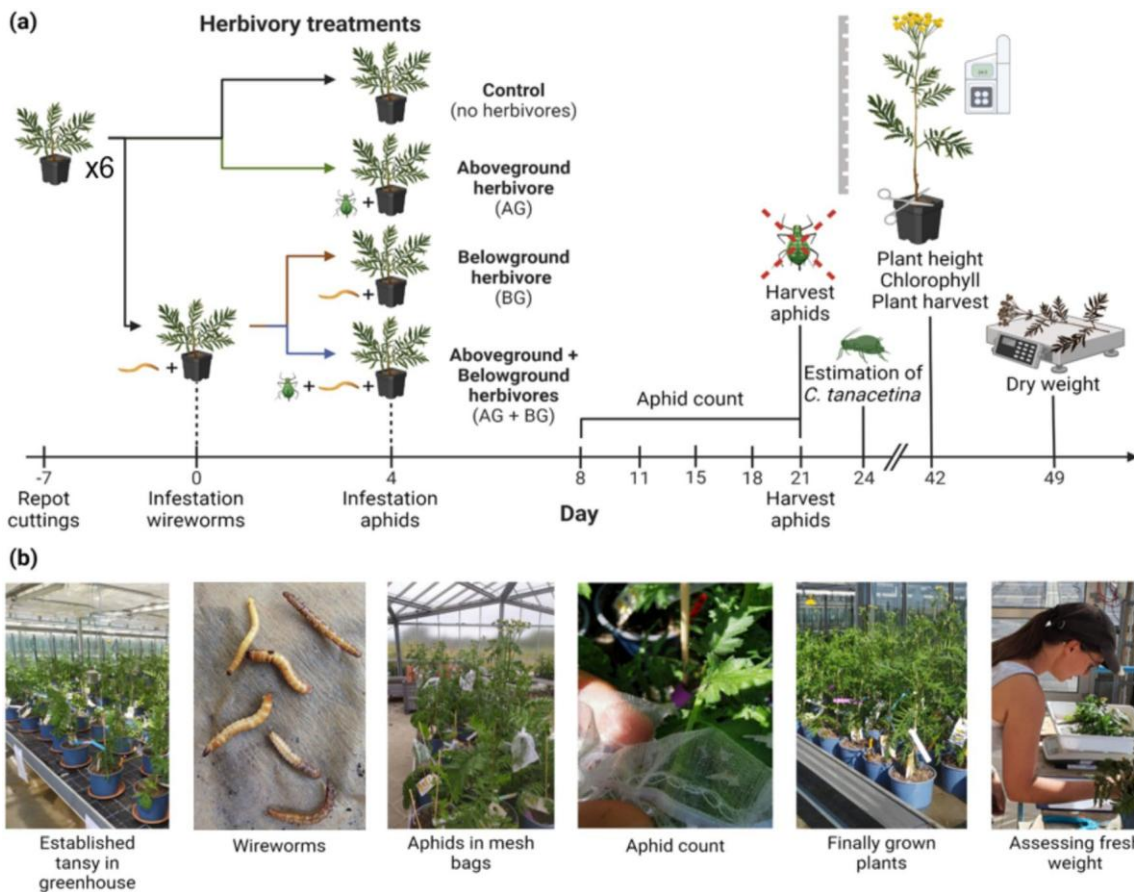 (a)
Herbivory treatments
x6
Control
(no herbivores)
Aboveground
herbivore
(AG)
Belowground
herbivore
(BG)
Aboveground +
Belowground
herbivores
(AG + BG)
+
+
+
+ +
Aphid count
Harvest
aphids
Estimation of
C. tanacetina
Plant height
Chlorophyll
Plant harvest
Dry weight
-7 0 4 8 11 15 18 21 24 42 49
Repot
cuttings
Infestation
wireworms
Infestation
aphids
Day
Harvest
aphids
(b)
Established
tansy in
greenhouse
Wireworms
Aphids in mesh
bags
Aphid count
Finally grown
plants
Assessing fresh
weight